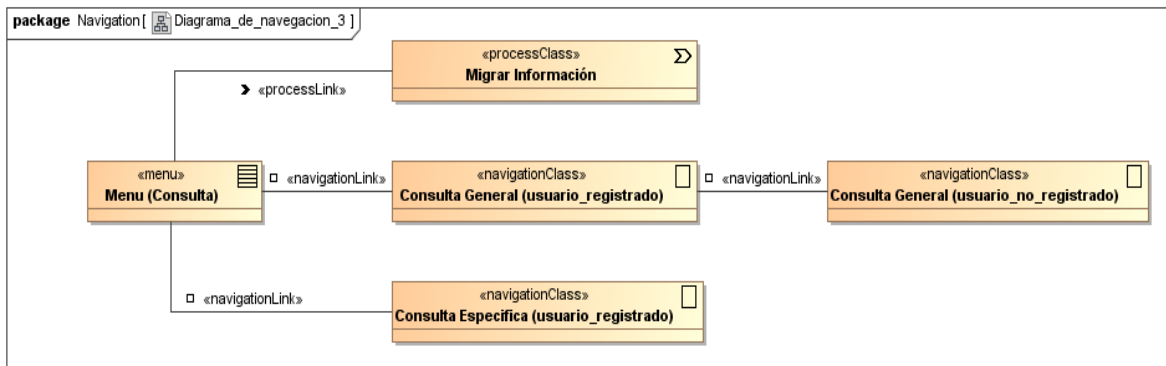 package Navigation[ Diagrama_de_navegacion_3 ]
«processClass»
Migrar Información
«processLink»
«menu»
Menu (Consulta)
«navigationLink»
«navigationClass»
Consulta General (usuario_registrado)
«navigationLink»
«navigationClass»
Consulta General (usuario_no_registrado)
«navigationLink»
«navigationClass»
Consulta Especifica (usuario_registrado)